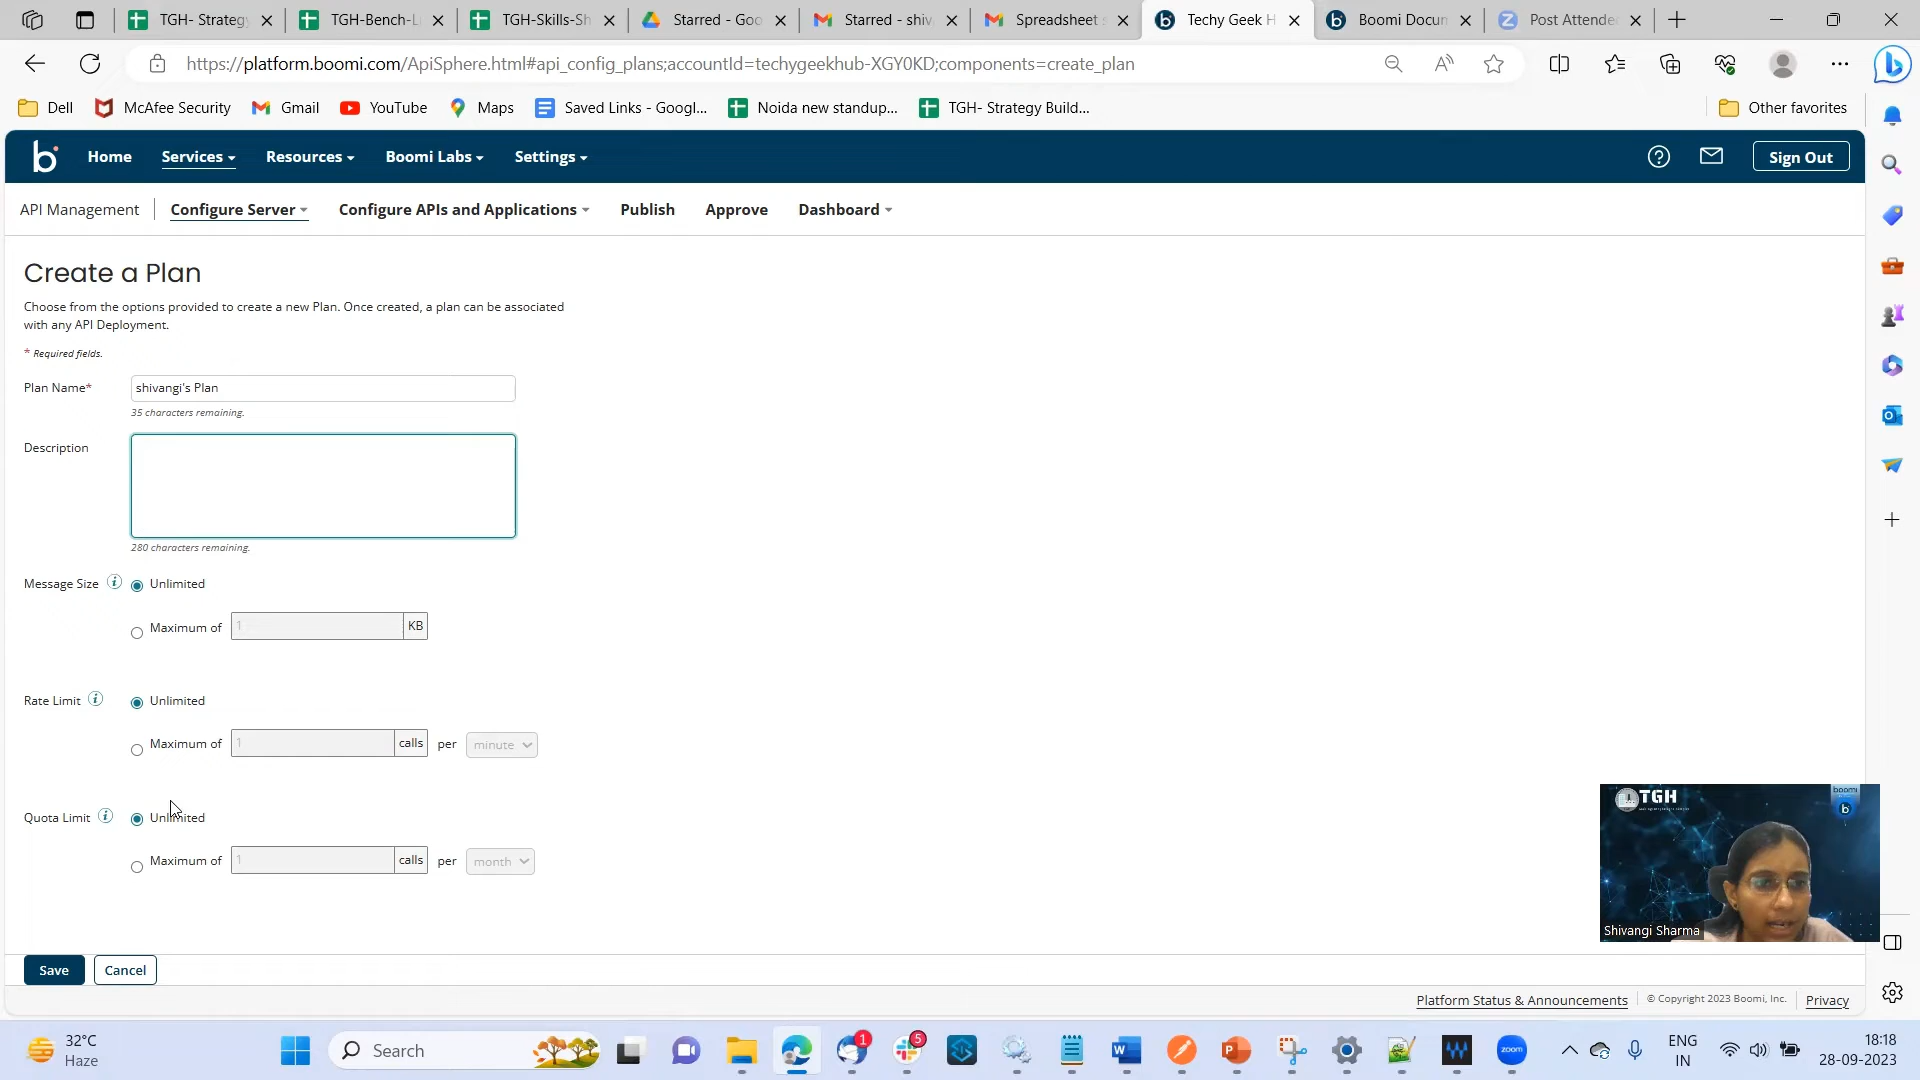 TGH- Strategy
TGH-Bench-Li
TGH-Skills-Sh
Starred - Goo
Starred - shiv
Spreadsheet s
Techy Geek H
Boomi Docun
Post Attende
https://platform.boomi.com/ApiSphere.html#api_config_plans;accountId=techygeekhub-XGY0KD;components=create_plan
Dell
McAfee Security
Gmail
YouTube
Maps
Saved Links - Googl...
Noida new standup...
TGH- Strategy Build...
Other favorites
Home
Services
Resources
Boomi Labs
Settings
Sign Out
API Management
Configure Server
Configure APIs and Applications
Publish
Approve
Dashboard
Create a Plan
Choose from the options provided to create a new Plan. Once created, a plan can be associated
with any API Deployment.
* Required fields.
Plan Name*
shivangi's Plan
35 characters remaining.
Description
280 characters remaining.
Message Size
Unlimited
Maximum of
1
KB
Rate Limit
Unlimited
Maximum of
1
calls
per
minute
Quota Limit
Unlimited
Maximum of
1
calls
per
month
TGH
boomi
b
Shivangi Sharma
Save
Cancel
Platform Status & Announcements
© Copyright 2023 Boomi, Inc.
Privacy
32°C
Haze
Search
1
5
zoom
ENG
IN
18:18
28-09-2023